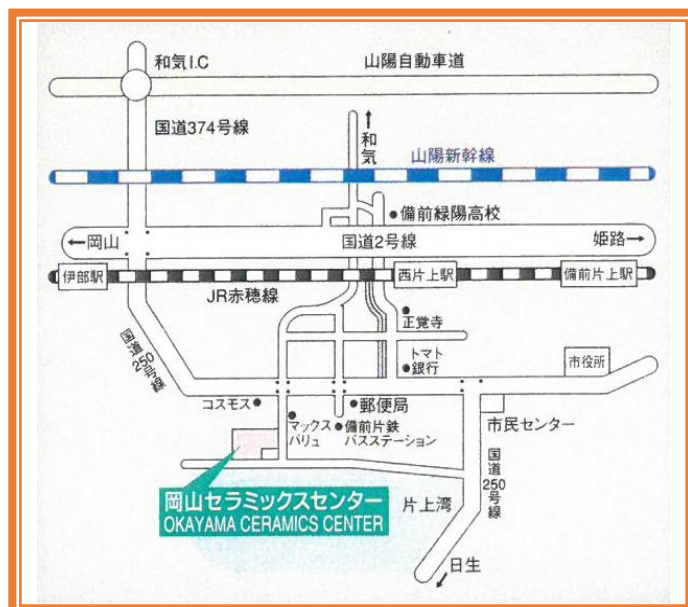 和気I.C
山陽自動車道
国道374号線
和気
山陽新幹線
備前緑陽高校
岡山
国道2号線
姫路
伊部駅
西片上駅
備前片上駅
JR赤穂線
国道250号線
正覚寺
トマト
銀行
市役所
コスモス
郵便局
マックス
バリュ
備前片鉄
バスステーション
市民センター
国道250号線
岡山セラミックスセンター
OKAYAMA CERAMICS CENTER
片上湾
日生